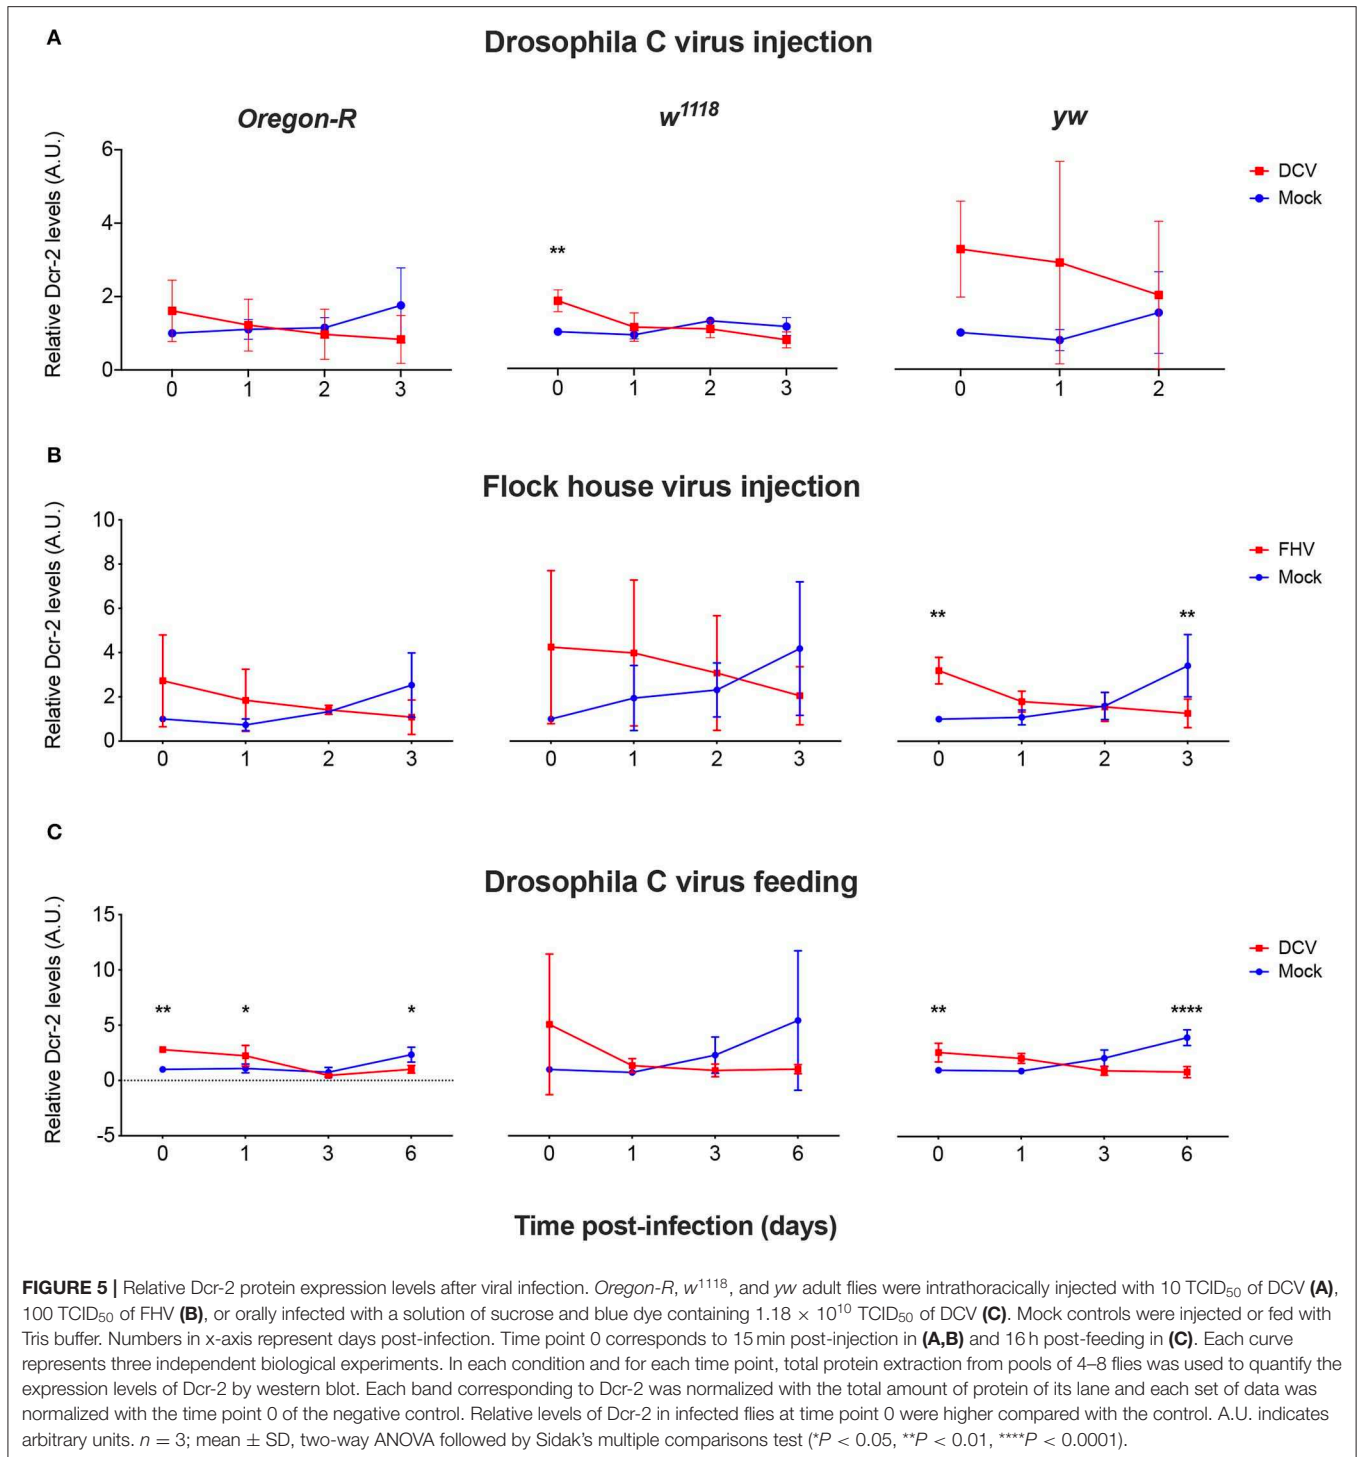 A
Drosophila C virus injection
Oregon-R
w1118
yw
Relative Dcr-2 levels (A.U.)
6
4
2
0
**
DCV
Mock
0 1 2 3
0 1 2 3
0 1 2
B
Flock house virus injection
Relative Dcr-2 levels (A.U.)
10
8
6
4
2
0
** **
FHV
Mock
0 1 2 3
0 1 2 3
0 1 2 3
C
Drosophila C virus feeding
Relative Dcr-2 levels (A.U.)
15
10
5
0
-5
** * *
** ****
DCV
Mock
0 1 3 6
0 1 3 6
0 1 3 6
Time post-infection (days)
FIGURE 5 | Relative Dcr-2 protein expression levels after viral infection. Oregon-R, w1118, and yw adult flies were intrathoracically injected with 10 TCID50 of DCV (A),
100 TCID50 of FHV (B), or orally infected with a solution of sucrose and blue dye containing 1.18 × 10^10 TCID50 of DCV (C). Mock controls were injected or fed with
Tris buffer. Numbers in x-axis represent days post-infection. Time point 0 corresponds to 15 min post-injection in (A,B) and 16 h post-feeding in (C). Each curve
represents three independent biological experiments. In each condition and for each time point, total protein extraction from pools of 4–8 flies was used to quantify the
expression levels of Dcr-2 by western blot. Each band corresponding to Dcr-2 was normalized with the total amount of protein of its lane and each set of data was
normalized with the time point 0 of the negative control. Relative levels of Dcr-2 in infected flies at time point 0 were higher compared with the control. A.U. indicates
arbitrary units. n = 3; mean ± SD, two-way ANOVA followed by Sidak's multiple comparisons test (*P < 0.05, **P < 0.01, ****P < 0.0001).